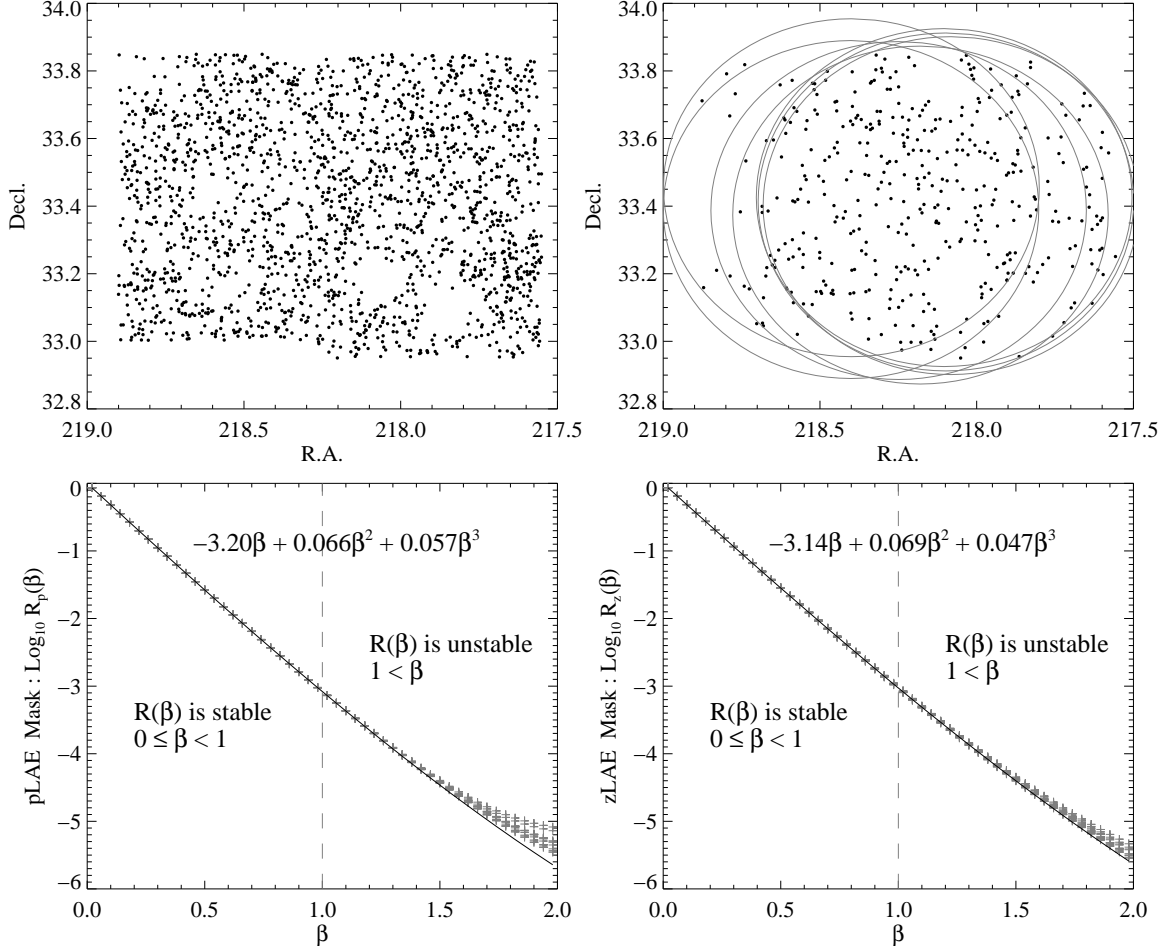 34.0
33.8
33.6
33.4
33.2
33.0
32.8
Decl.
219.0 218.5 218.0 217.5
R.A.
34.0
33.8
33.6
33.4
33.2
33.0
32.8
Decl.
219.0 218.5 218.0 217.5
R.A.
0
−1
−2
−3
−4
−5
−6
pLAE Mask : Log₁₀ Rₚ(β)
−3.20β + 0.066β² + 0.057β³
R(β) is unstable
1 < β
R(β) is stable
0 ≤ β < 1
0.0 0.5 1.0 1.5 2.0
β
0
−1
−2
−3
−4
−5
−6
zLAE Mask : Log₁₀ R_z(β)
−3.14β + 0.069β² + 0.047β³
R(β) is unstable
1 < β
R(β) is stable
0 ≤ β < 1
0.0 0.5 1.0 1.5 2.0
β